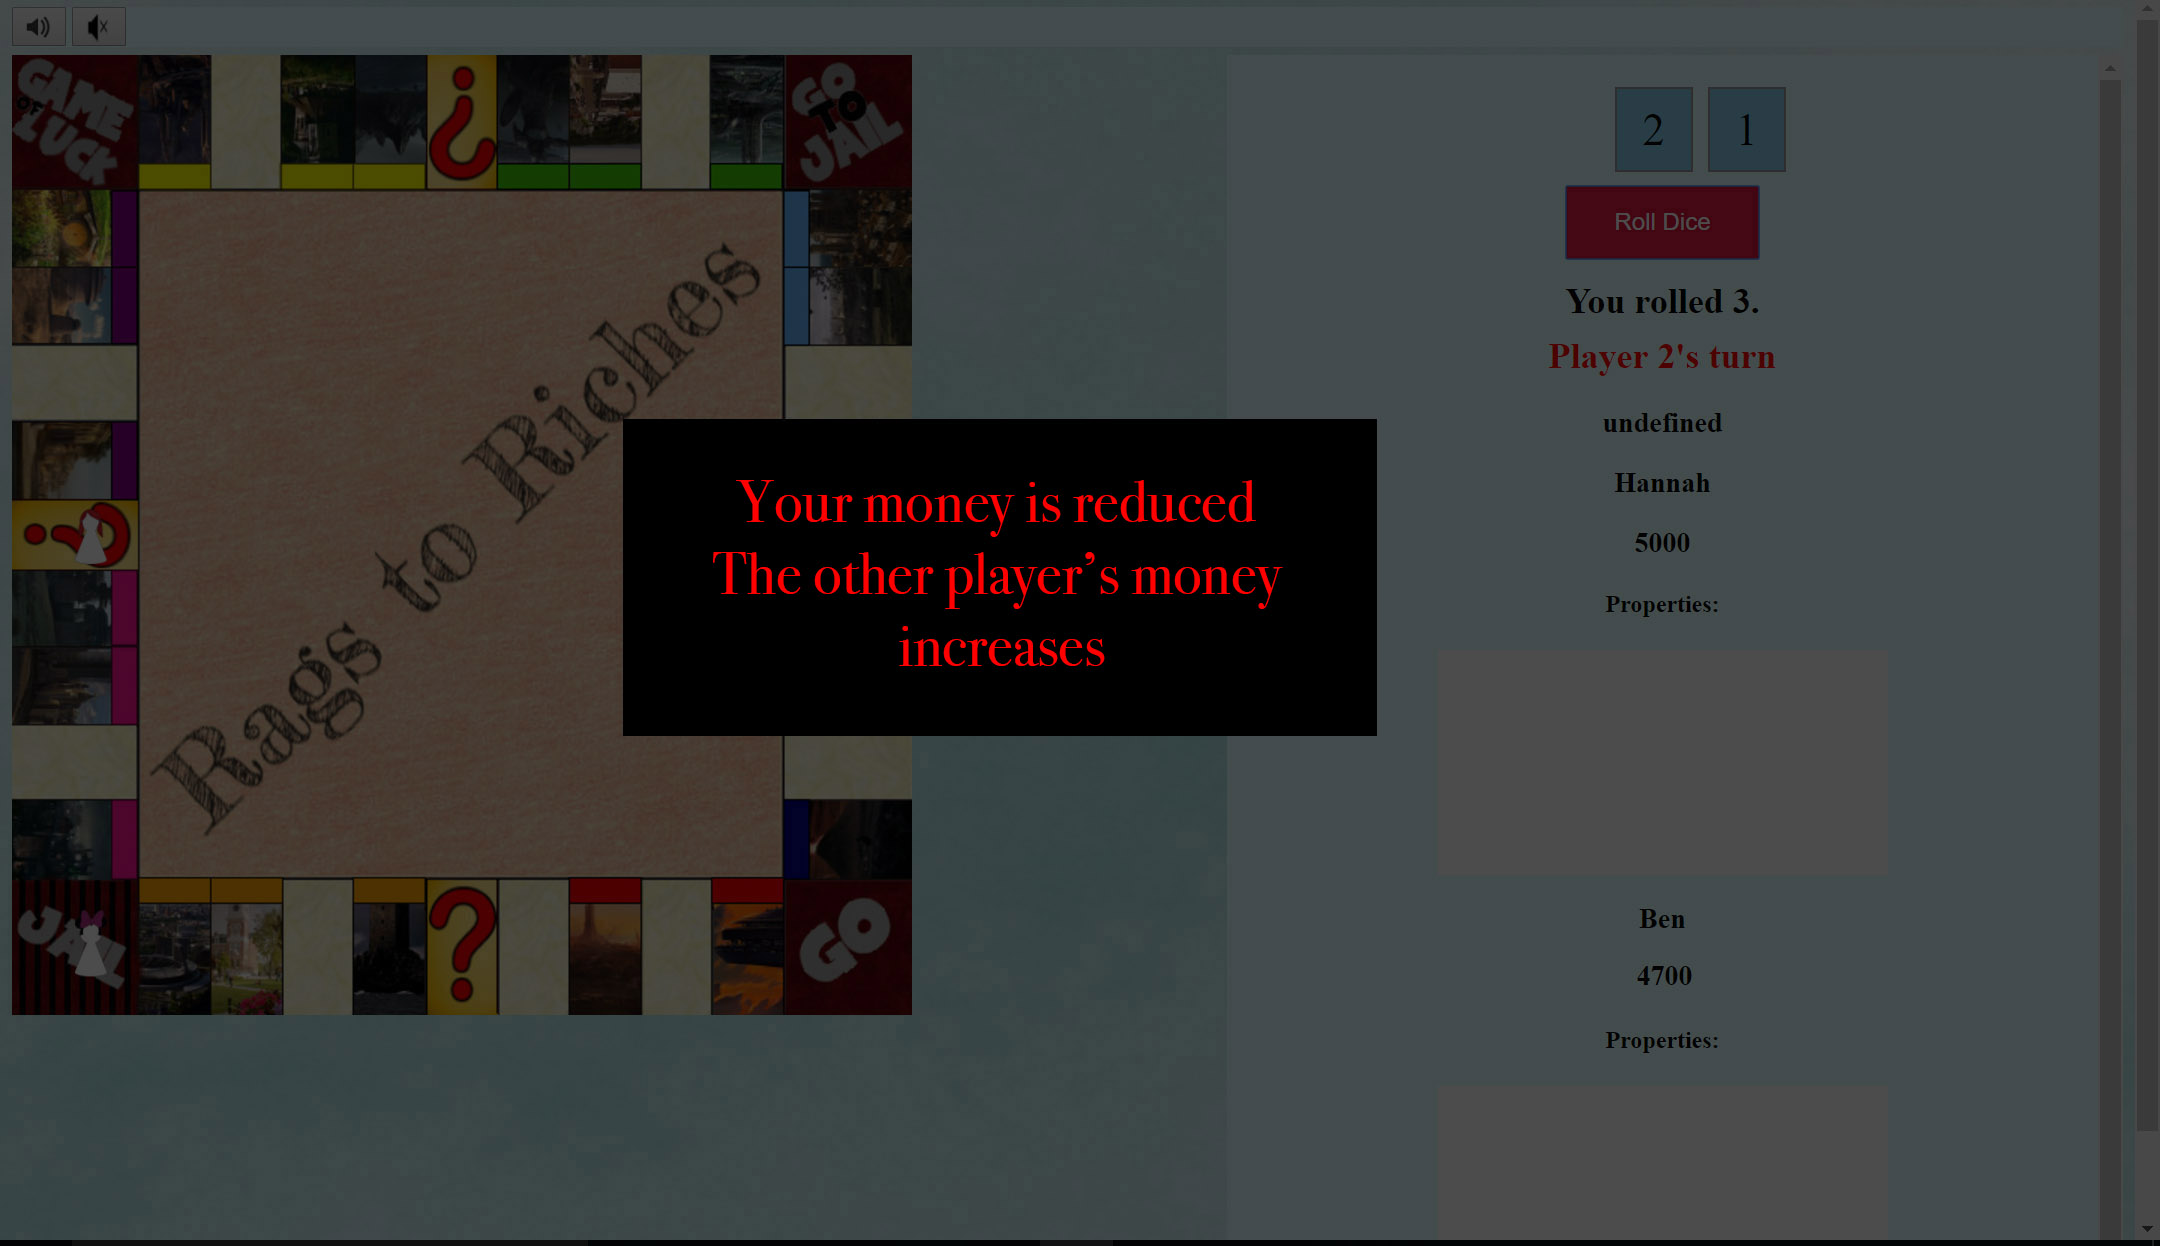 GAME
OF
LUCK
?
GO
TO
JAIL
2 1
Roll Dice
You rolled 3.
Player 2's turn
undefined
Hannah
5000
Properties:
Rags to Riches
Your money is reduced
The other player’s money
increases
?
Ben
4700
Properties:
JAIL
?
GO